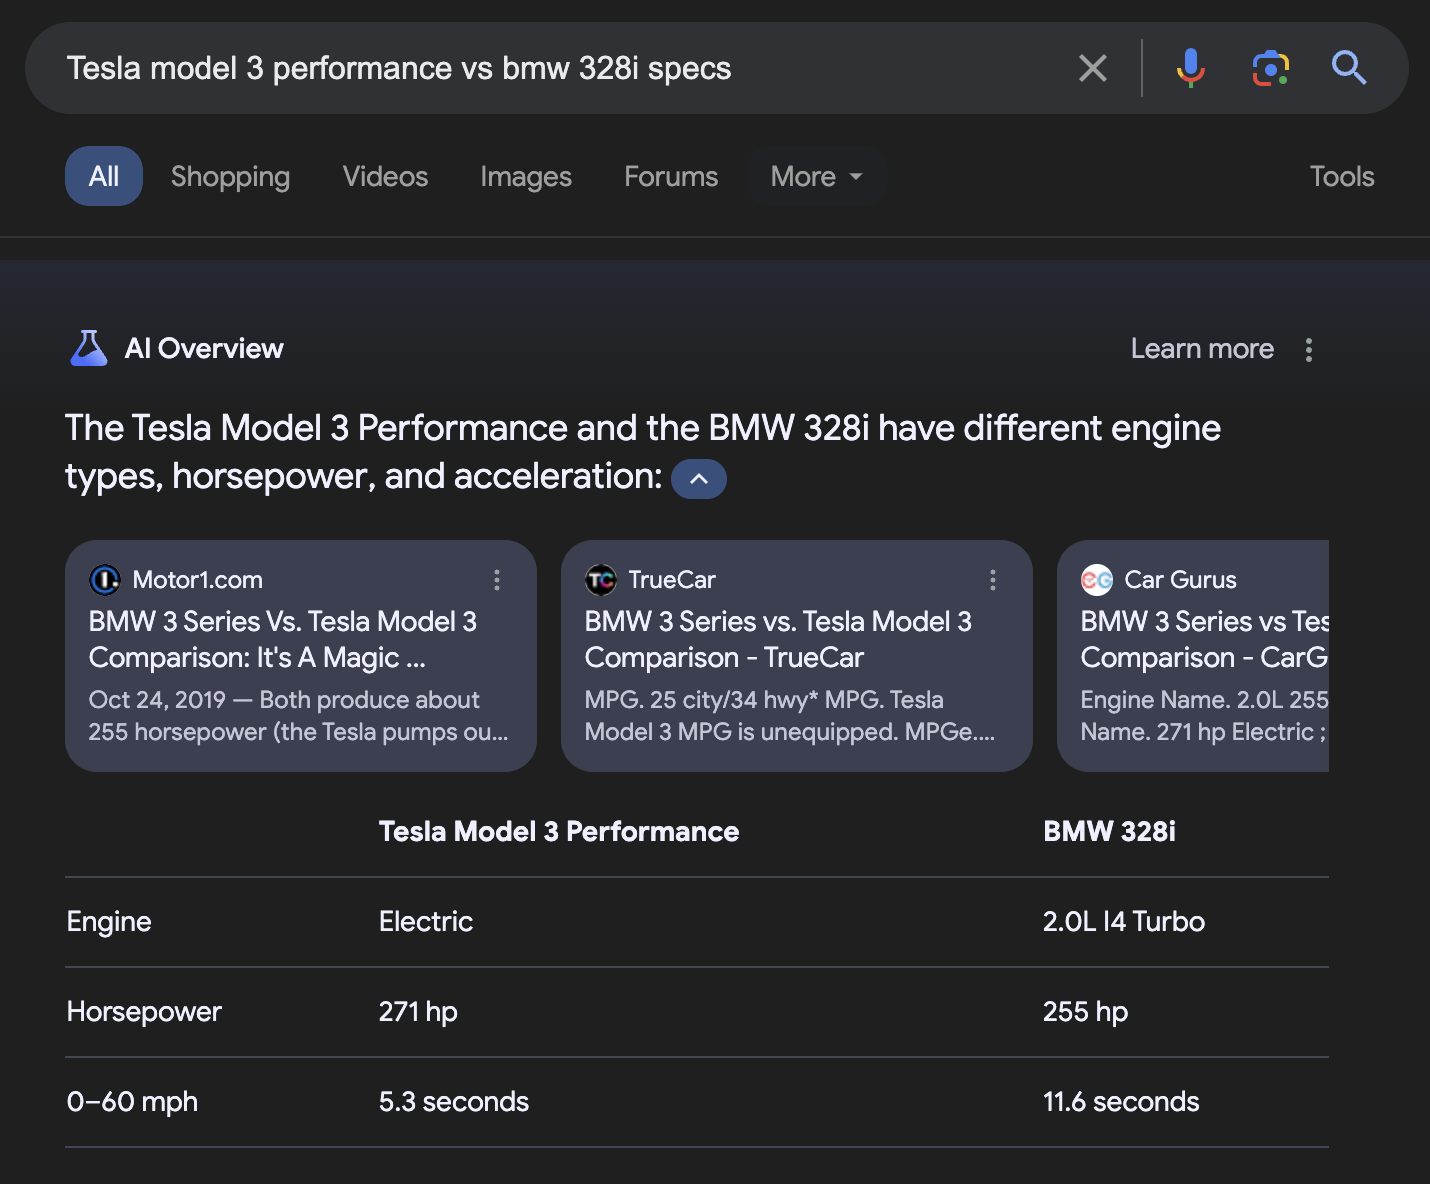 Tesla model 3 performance vs bmw 328i specs
All Shopping Videos Images Forums More Tools
AI Overview Learn more
The Tesla Model 3 Performance and the BMW 328i have different engine
types, horsepower, and acceleration:
Motor1.com
BMW 3 Series Vs. Tesla Model 3
Comparison: It's A Magic ...
Oct 24, 2019 — Both produce about
255 horsepower (the Tesla pumps ou...
TC TrueCar
BMW 3 Series vs. Tesla Model 3
Comparison - TrueCar
MPG. 25 city/34 hwy* MPG. Tesla
Model 3 MPG is unequipped. MPGe....
CG Car Gurus
BMW 3 Series vs Tes
Comparison - CarG
Engine Name. 2.0L 255
Name. 271 hp Electric ;
Tesla Model 3 Performance BMW 328i
Engine Electric 2.0L I4 Turbo
Horsepower 271 hp 255 hp
0–60 mph 5.3 seconds 11.6 seconds